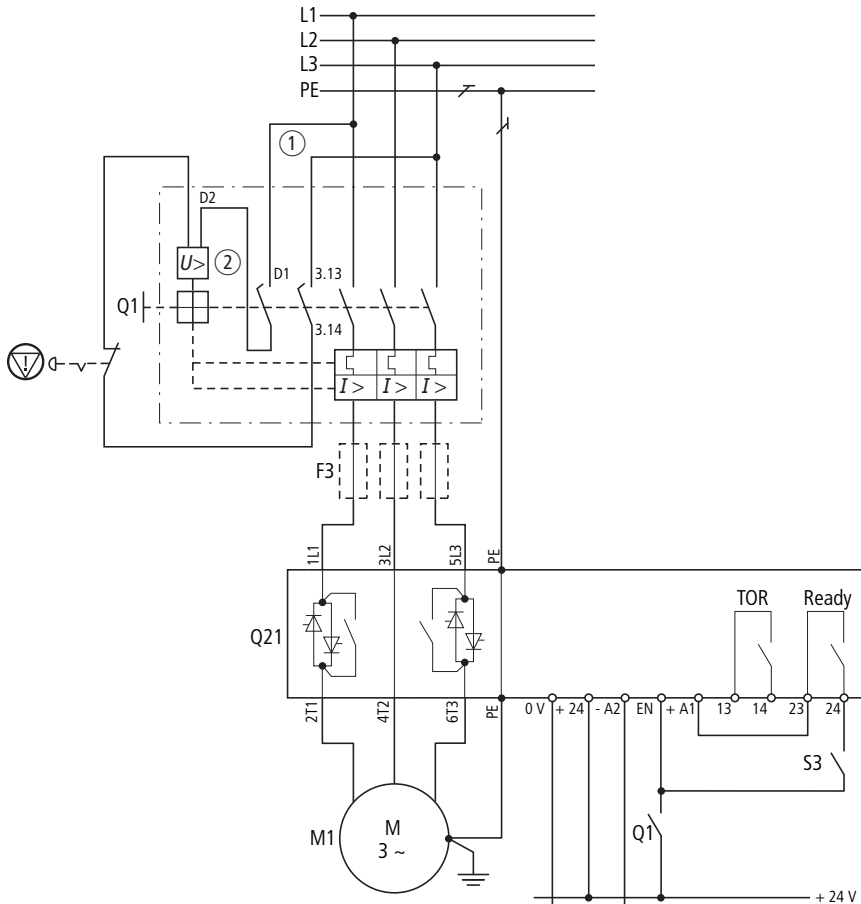 L1
L2
L3
PE
①
D2
U>
②
D1
3.13
Q1
3.14
!
I > I > I >
F3
1L1 3L2 5L3 PE
TOR Ready
Q21
2T1 4T2 6T3 PE 0 V + 24 - A2 EN + A1 13 14 23 24
S3
M1
M
3 ~
Q1
+ 24 V